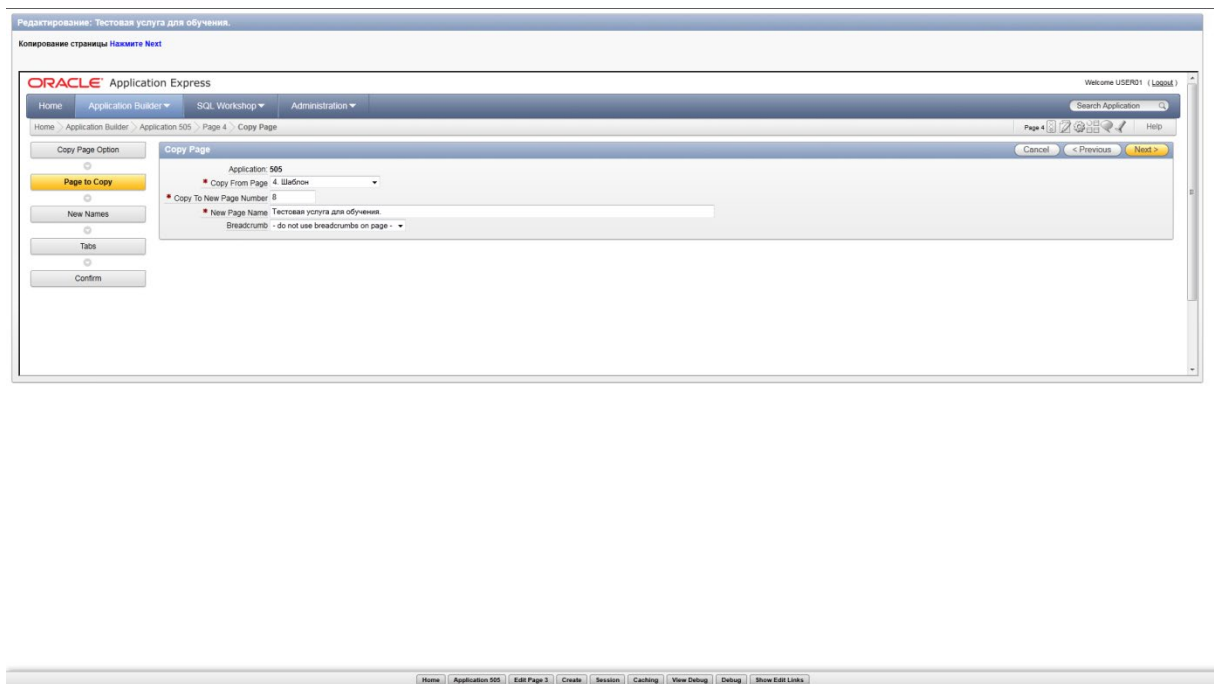 Редактирование: Тестовая услуга для обучения.
Копирование страницы Нажмите Next
ORACLE Application Express
Welcome USER01 ( Logout )
Home Application Builder SQL Workshop Administration
Search Application
Home Application Builder Application 505 Page 4 Copy Page
Page 4 Help
Copy Page Option
Page to Copy
New Names
Tabs
Confirm
Copy Page
Cancel < Previous Next >
Application: 505
* Copy From Page 4. Шаблон
* Copy To New Page Number 8
* New Page Name Тестовая услуга для обучения.
Breadcrumb - do not use breadcrumbs on page -
Home Application 505 Edit Page 3 Create Session Caching View Debug Debug Show Edit Links